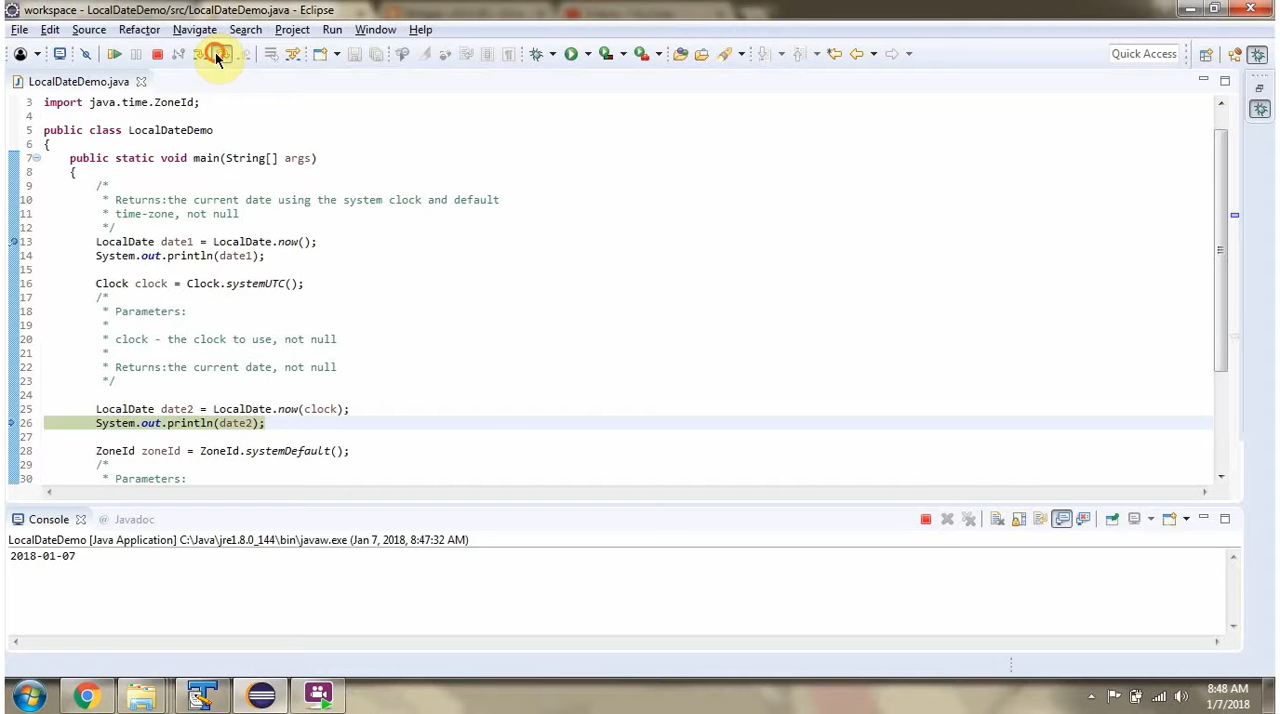 workspace - LocalDateDemo/src/LocalDateDemo.java - Eclipse
File Edit Source Refactor Navigate Search Project Run Window Help
Quick Access
LocalDateDemo.java
3 import java.time.ZoneId;
4
5 public class LocalDateDemo
6 {
7 public static void main(String[] args)
8 {
9 /*
10 * Returns:the current date using the system clock and default
11 * time-zone, not null
12 */
13 LocalDate date1 = LocalDate.now();
14 System.out.println(date1);
15
16 Clock clock = Clock.systemUTC();
17 /*
18 * Parameters:
19 *
20 * clock - the clock to use, not null
21 *
22 * Returns:the current date, not null
23 */
24
25 LocalDate date2 = LocalDate.now(clock);
26 System.out.println(date2);
27
28 ZoneId zoneId = ZoneId.systemDefault();
29 /*
30 * Parameters:
Console Javadoc
LocalDateDemo [Java Application] C:\Java\jre1.8.0_144\bin\javaw.exe (Jan 7, 2018, 8:47:32 AM)
2018-01-07
8:48 AM
1/7/2018